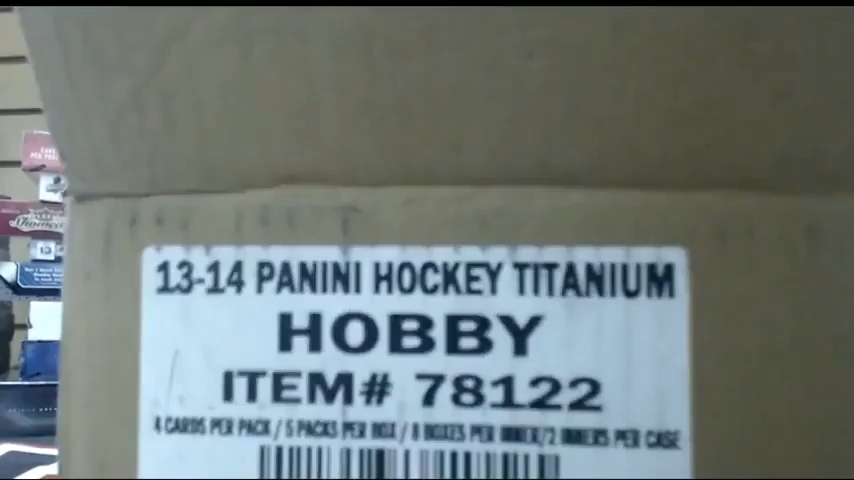 13-14 PANINI HOCKEY TITANIUM
HOBBY
ITEM# 78122
4 CARDS PER PACK / 5 PACKS PER BOX / 8 BOXES PER INNER/2 INNERS PER CASE
13